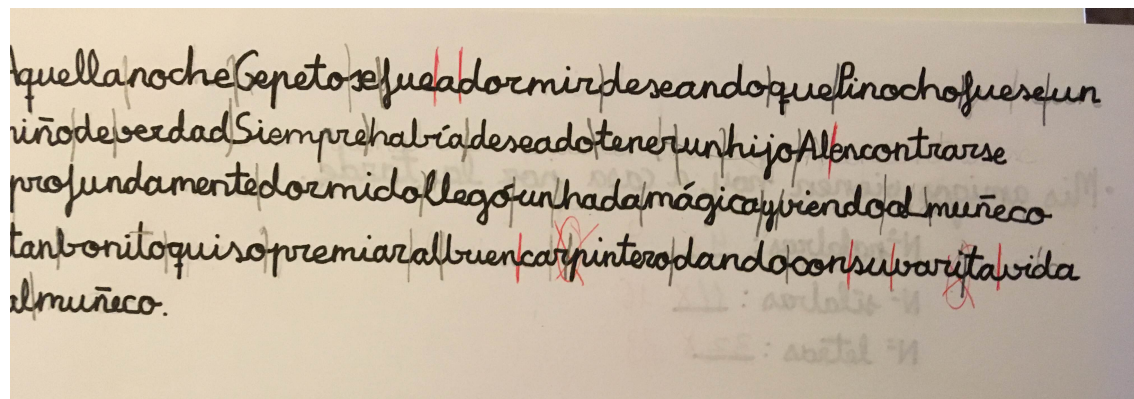 AquellanocheGepetosefueadormirdeseandoquePinochofueseun
niñodeverdadSiemprehabíadeseadotenerunhijoAlencontrarse
profundamentedormidollegóunhadamágicayviendoalmuñeco
tanbonitoquisopremiaralbuencarpinterodandoconsuvaritavida
almuñeco.